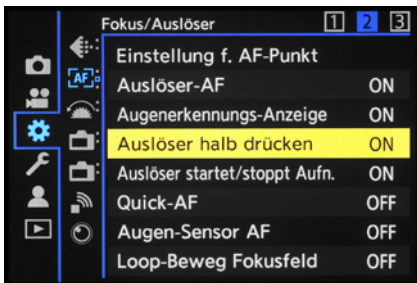 Fokus/Auslöser 1 2 3
Einstellung f. AF-Punkt
Auslöser-AF ON
Augenerkennungs-Anzeige ON
Auslöser halb drücken ON
Auslöser startet/stoppt Aufn. ON
Quick-AF OFF
Augen-Sensor AF OFF
Loop-Beweg Fokusfeld OFF
AF